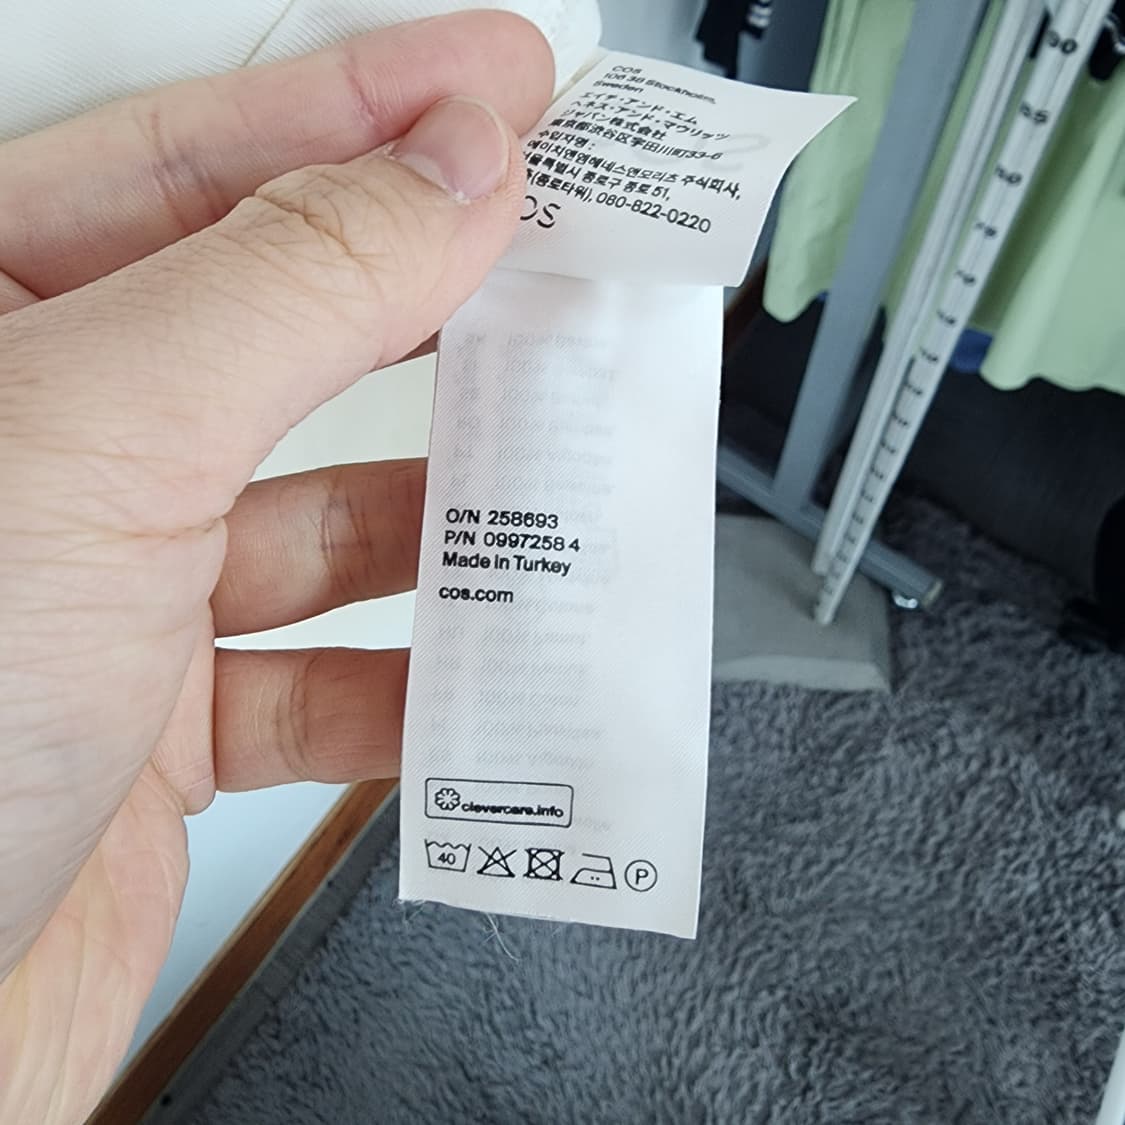 COS
106 38 Stockholm,
Sweden
エイチ・アンド・エム
ヘネス・アンド・マウリッツ
ジャパン株式会社
東京都渋谷区宇田川町33-6
수입자명 :
에이치앤엠헤네스앤모리츠 주식회사,
서울특별시 종로구 종로 51,
(종로타워), 080-822-0220
OS
O/N 258693
P/N 0997258 4
Made in Turkey
cos.com
clevercare.info
40
P